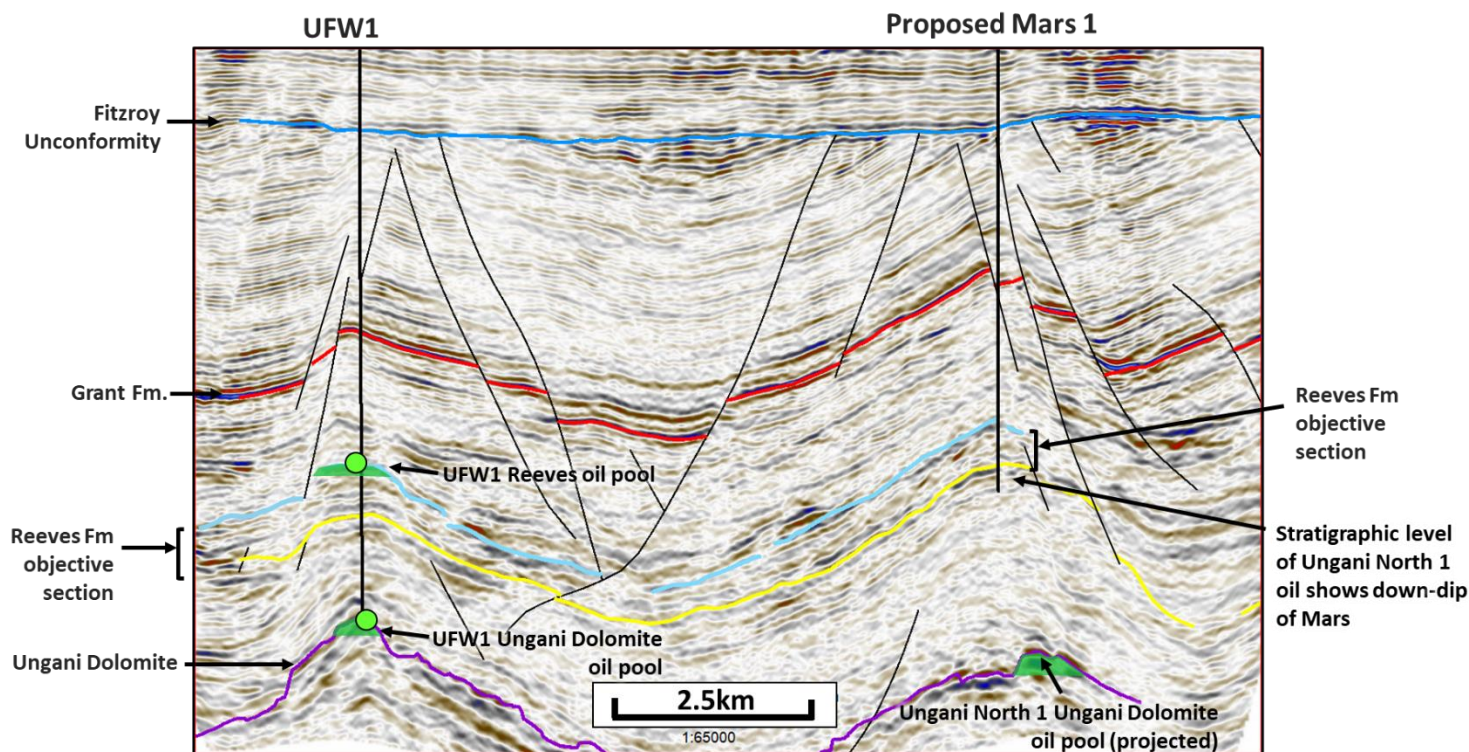 UFW1
Proposed Mars 1
Fitzroy
Unconformity
Grant Fm.
Reeves Fm
objective
section
UFW1 Reeves oil pool
Reeves Fm
objective
section
Stratigraphic level
of Ungani North 1
oil shows down-dip
of Mars
UFW1 Ungani Dolomite
oil pool
Ungani Dolomite
2.5km
1:65000
Ungani North 1 Ungani Dolomite
oil pool (projected)